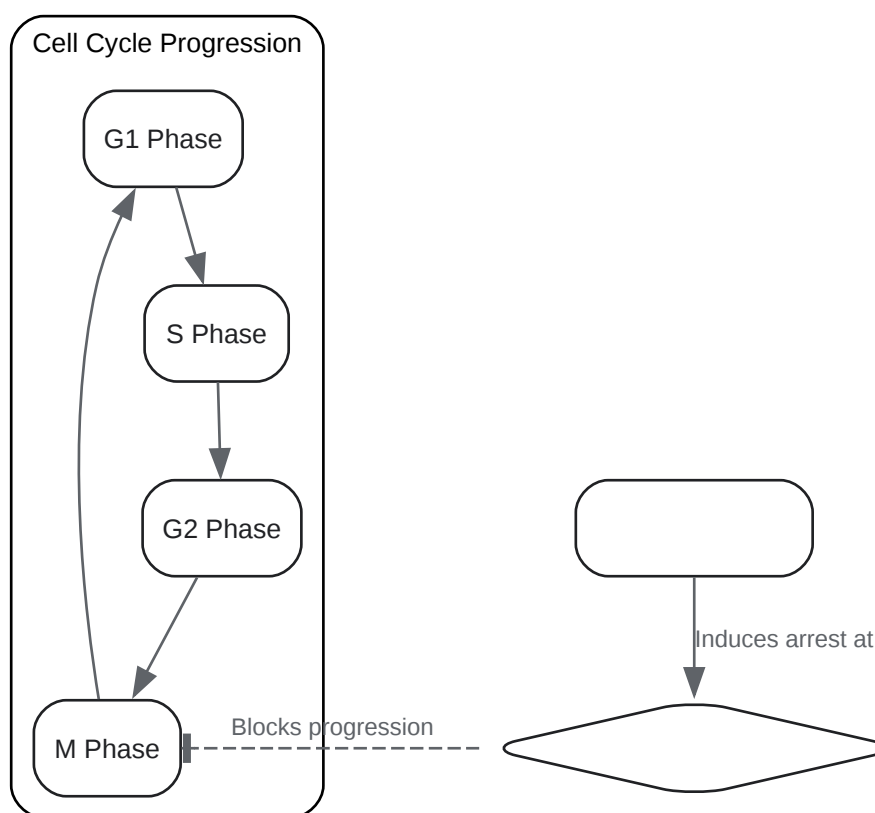 Cell Cycle Progression
G1 Phase
S Phase
G2 Phase
Induces arrest at
Blocks progression
M Phase